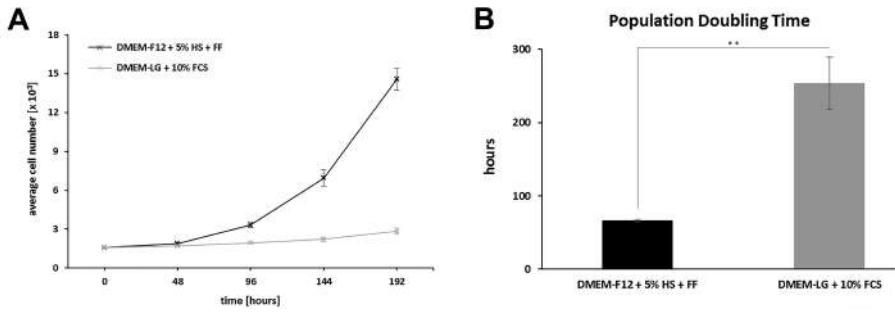 A
18
15
12
9
6
3
0
average cell number [x 10³]
DMEM-F12 + 5% HS + FF
DMEM-LG + 10% FCS
0 48 96 144 192
time [hours]
B
Population Doubling Time
300
200
100
0
hours
**
DMEM-F12 + 5% HS + FF DMEM-LG + 10% FCS